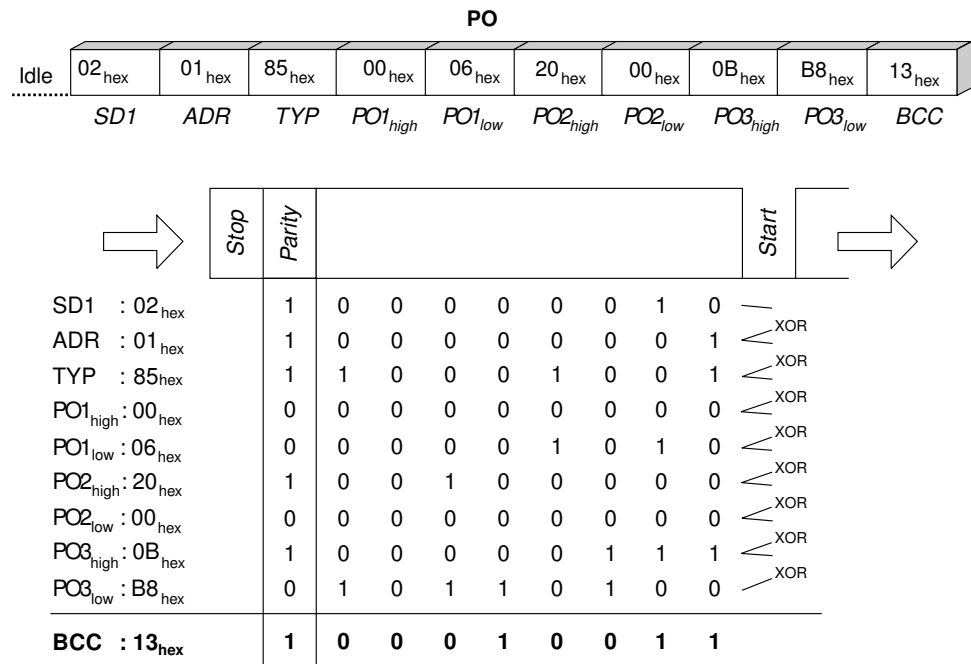 PO
Idle 02hex 01hex 85hex 00hex 06hex 20hex 00hex 0Bhex B8hex 13hex
SD1 ADR TYP PO1high PO1low PO2high PO2low PO3high PO3low BCC
Stop Parity Start
SD1 : 02hex 1 0 0 0 0 0 0 1 0
XOR
ADR : 01hex 1 0 0 0 0 0 0 0 1
XOR
TYP : 85hex 1 1 0 0 0 1 0 0 1
XOR
PO1high : 00hex 0 0 0 0 0 0 0 0 0
XOR
PO1low : 06hex 0 0 0 0 0 1 0 1 0
XOR
PO2high : 20hex 1 0 0 1 0 0 0 0 0
XOR
PO2low : 00hex 0 0 0 0 0 0 0 0 0
XOR
PO3high : 0Bhex 1 0 0 0 0 0 1 1 1
XOR
PO3low : B8hex 0 1 0 1 1 0 1 0 0
BCC : 13hex 1 0 0 0 1 0 0 1 1